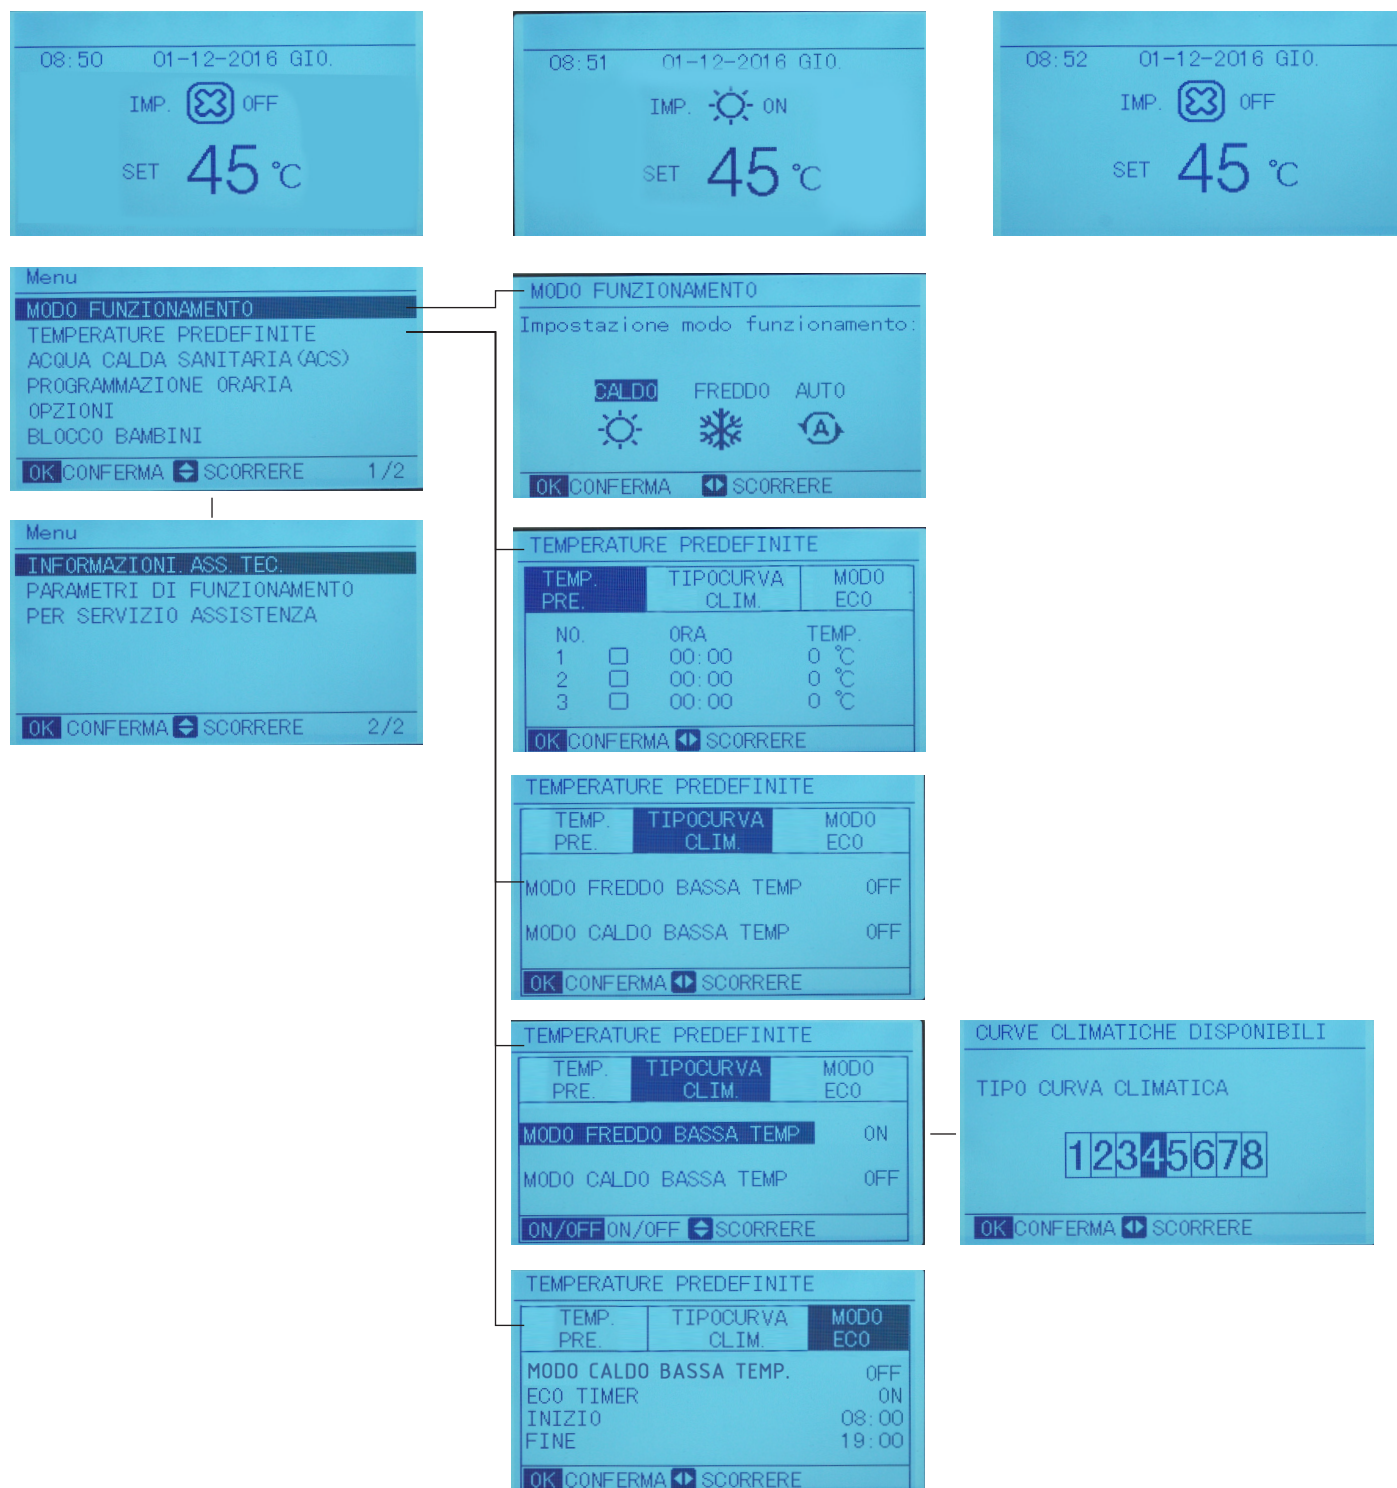 08:50 01-12-2016 GIO.
IMP. OFF
SET 45 °C
08:51 01-12-2016 GIO.
IMP. ON
SET 45 °C
08:52 01-12-2016 GIO.
IMP. OFF
SET 45 °C
Menu
MODO FUNZIONAMENTO
TEMPERATURE PREDEFINITE
ACQUA CALDA SANITARIA(ACS)
PROGRAMMAZIONE ORARIA
OPZIONI
BLOCCO BAMBINI
OK CONFERMA SCORRERE 1/2
MODO FUNZIONAMENTO
Impostazione modo funzionamento:
CALDO FREDDO AUTO
A
OK CONFERMA SCORRERE
Menu
INFORMAZIONI. ASS. TEC.
PARAMETRI DI FUNZIONAMENTO
PER SERVIZIO ASSISTENZA
OK CONFERMA SCORRERE 2/2
TEMPERATURE PREDEFINITE
TEMP. TIPOCURVA MODO
PRE. CLIM. ECO
NO. ORA TEMP.
1 00:00 0 °C
2 00:00 0 °C
3 00:00 0 °C
OK CONFERMA SCORRERE
TEMPERATURE PREDEFINITE
TEMP. TIPOCURVA MODO
PRE. CLIM. ECO
MODO FREDDO BASSA TEMP OFF
MODO CALDO BASSA TEMP OFF
OK CONFERMA SCORRERE
TEMPERATURE PREDEFINITE
TEMP. TIPOCURVA MODO
PRE. CLIM. ECO
MODO FREDDO BASSA TEMP ON
MODO CALDO BASSA TEMP OFF
ON/OFF ON/OFF SCORRERE
CURVE CLIMATICHE DISPONIBILI
TIPO CURVA CLIMATICA
12345678
OK CONFERMA SCORRERE
TEMPERATURE PREDEFINITE
TEMP. TIPOCURVA MODO
PRE. CLIM. ECO
MODO CALDO BASSA TEMP. OFF
ECO TIMER ON
INIZIO 08:00
FINE 19:00
OK CONFERMA SCORRERE